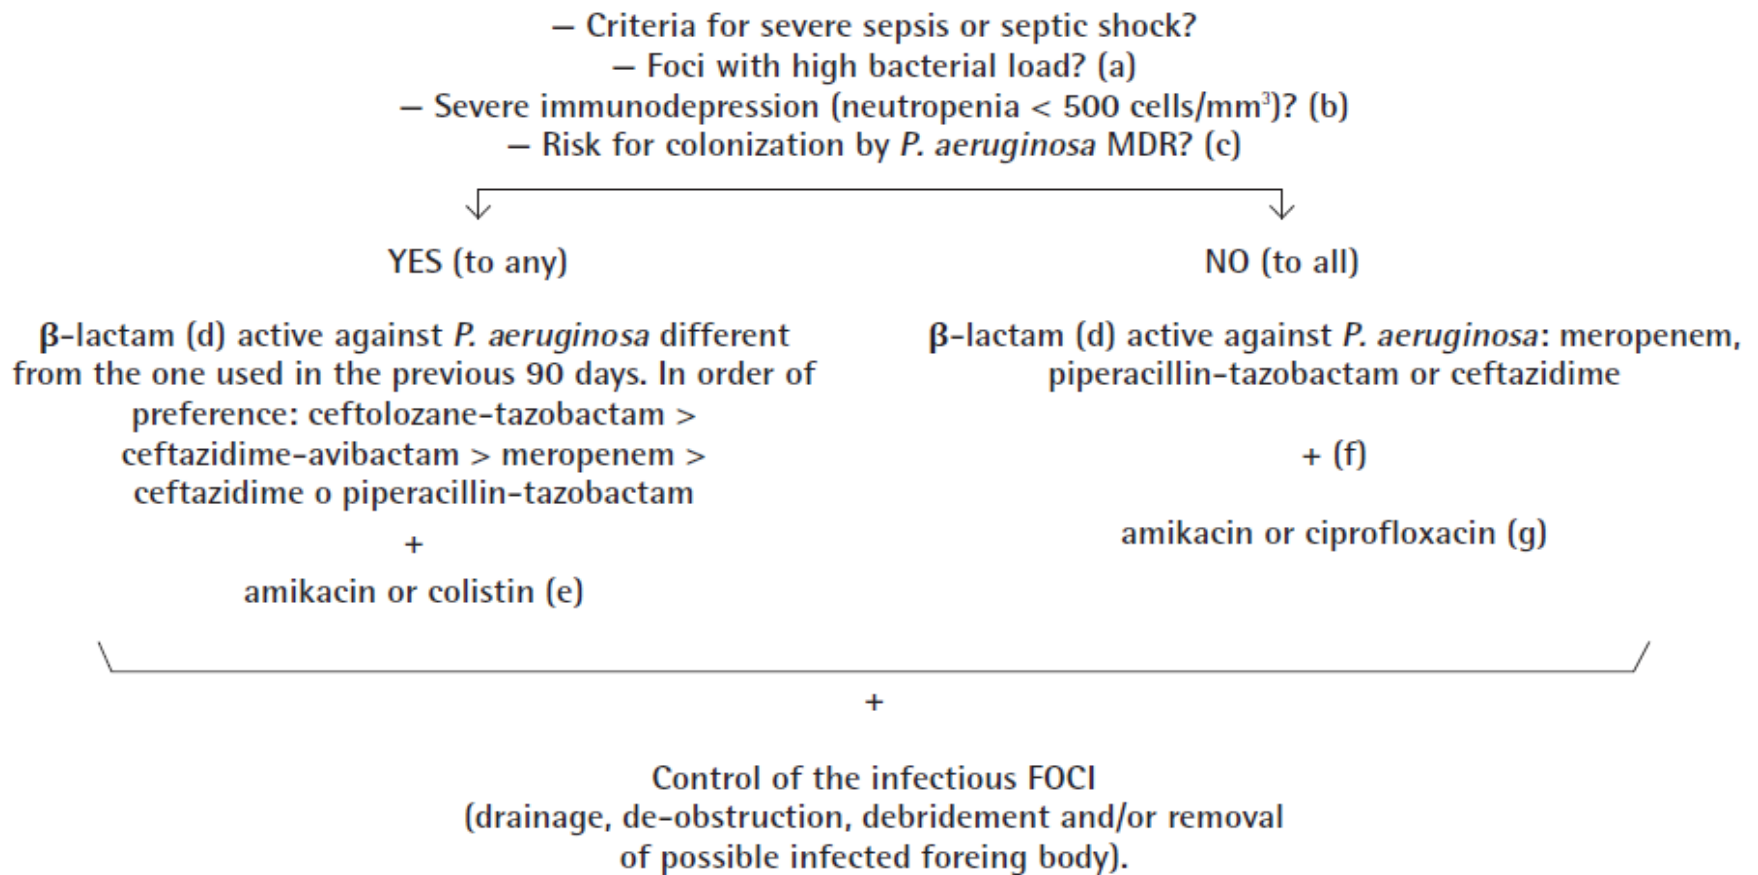 – Criteria for severe sepsis or septic shock?
– Foci with high bacterial load? (a)
– Severe immunodepression (neutropenia < 500 cells/mm³)? (b)
– Risk for colonization by P. aeruginosa MDR? (c)
YES (to any)
β-lactam (d) active against P. aeruginosa different
from the one used in the previous 90 days. In order of
preference: ceftolozane-tazobactam >
ceftazidime-avibactam > meropenem >
ceftazidime o piperacillin-tazobactam
+
amikacin or colistin (e)
NO (to all)
β-lactam (d) active against P. aeruginosa: meropenem,
piperacillin-tazobactam or ceftazidime
+ (f)
amikacin or ciprofloxacin (g)
+
Control of the infectious FOCI
(drainage, de-obstruction, debridement and/or removal
of possible infected foreing body).